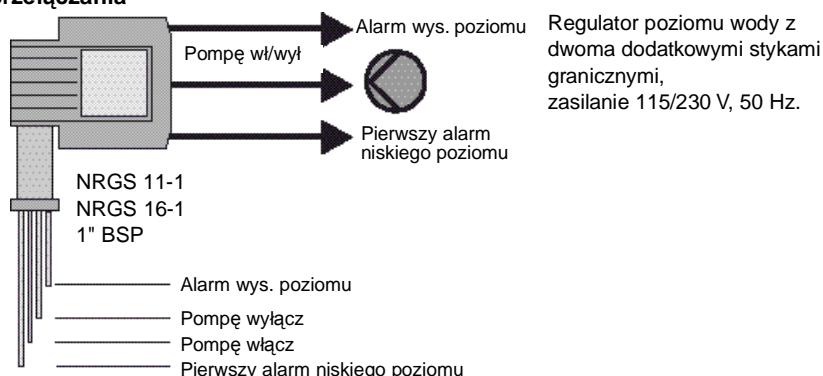 Alarm wys. poziomu
Pompę wł/wył
Pierwszy alarm
niskiego poziomu
Regulator poziomu wody z
dwoma dodatkowymi stykami
granicznymi,
zasilanie 115/230 V, 50 Hz.
NRGS 11-1
NRGS 16-1
1" BSP
Alarm wys. poziomu
Pompę wyłącz
Pompę włącz
Pierwszy alarm niskiego poziomu